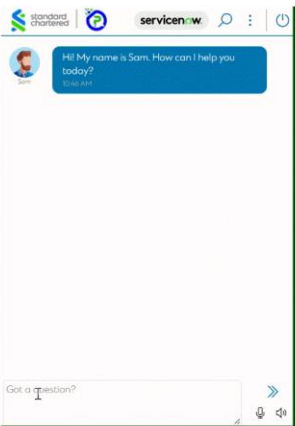 standard
chartered
servicenow
Hi! My name is Sam. How can I help you
today?
10:46 AM
Sam
Got a question?